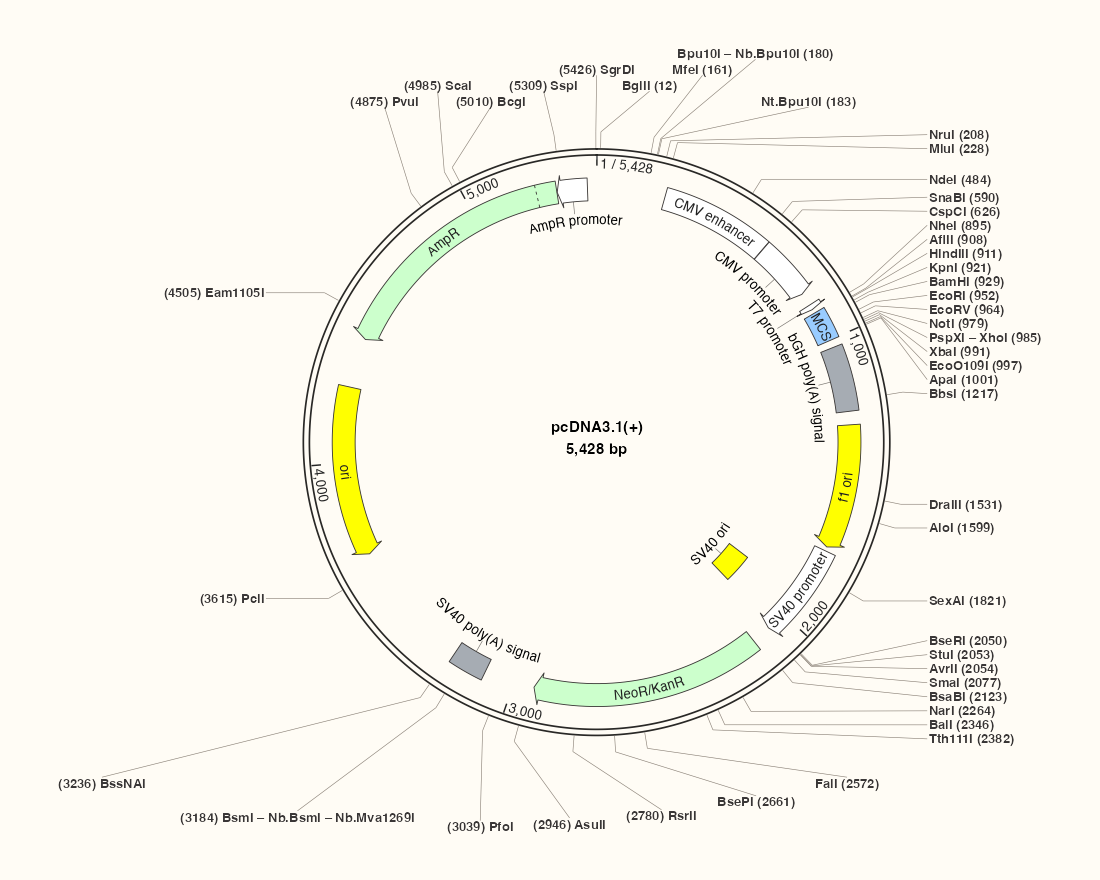 Bpu10I – Nb.Bpu10I (180)
(5426) SgrDI
MfeI (161)
(4985) ScaI
(5309) SspI
BglII (12)
(4875) PvuI
(5010) BcgI
Nt.Bpu10I (183)
NruI (208)
MluI (228)
NdeI (484)
SnaBI (590)
CspCI (626)
NheI (895)
AflII (908)
HindIII (911)
KpnI (921)
BamHI (929)
EcoRI (952)
EcoRV (964)
NotI (979)
PspXI – XhoI (985)
XbaI (991)
EcoO109I (997)
ApaI (1001)
BbsI (1217)
DraIII (1531)
AloI (1599)
SexAI (1821)
BseRI (2050)
StuI (2053)
AvrII (2054)
SmaI (2077)
BsaBI (2123)
NarI (2264)
BalI (2346)
Tth111I (2382)
FaiI (2572)
BsePI (2661)
(2780) RsrII
(2946) AsuII
(3039) PfoI
(3184) BsmI – Nb.BsmI – Nb.Mva1269I
(3236) BssNAI
(3615) PciI
(4505) Eam1105I
1 / 5,428
1,000
2,000
3,000
4,000
5,000
CMV enhancer
CMV promoter
T7 promoter
MCS
bGH poly(A) signal
f1 ori
SV40 promoter
SV40 ori
NeoR/KanR
SV40 poly(A) signal
ori
AmpR
AmpR promoter
pcDNA3.1(+)
5,428 bp